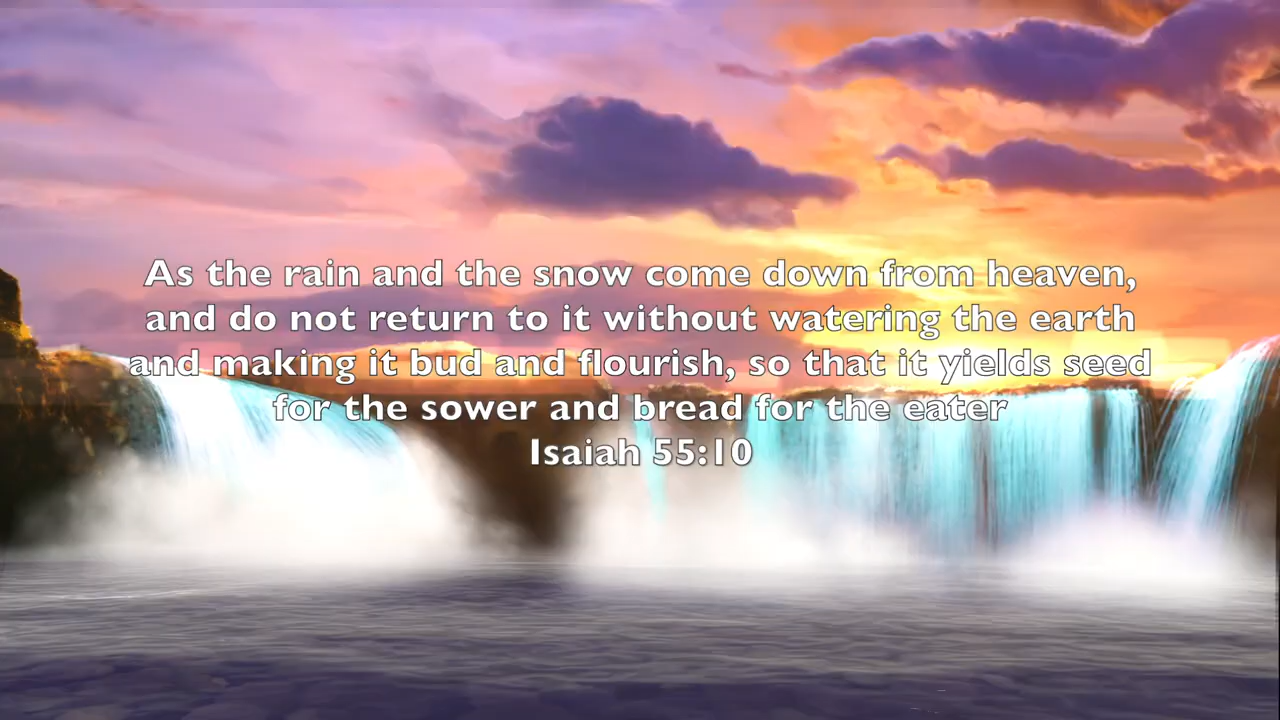 As the rain and the snow come down from heaven,
and do not return to it without watering the earth
and making it bud and flourish, so that it yields seed
for the sower and bread for the eater
Isaiah 55:10